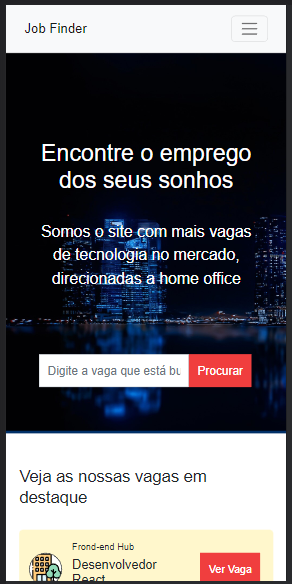 Job Finder
Encontre o emprego
dos seus sonhos
Somos o site com mais vagas
de tecnologia no mercado,
direcionadas a home office
Digite a vaga que está bu
Procurar
Veja as nossas vagas em
destaque
Frond-end Hub
Desenvolvedor
React
Ver Vaga